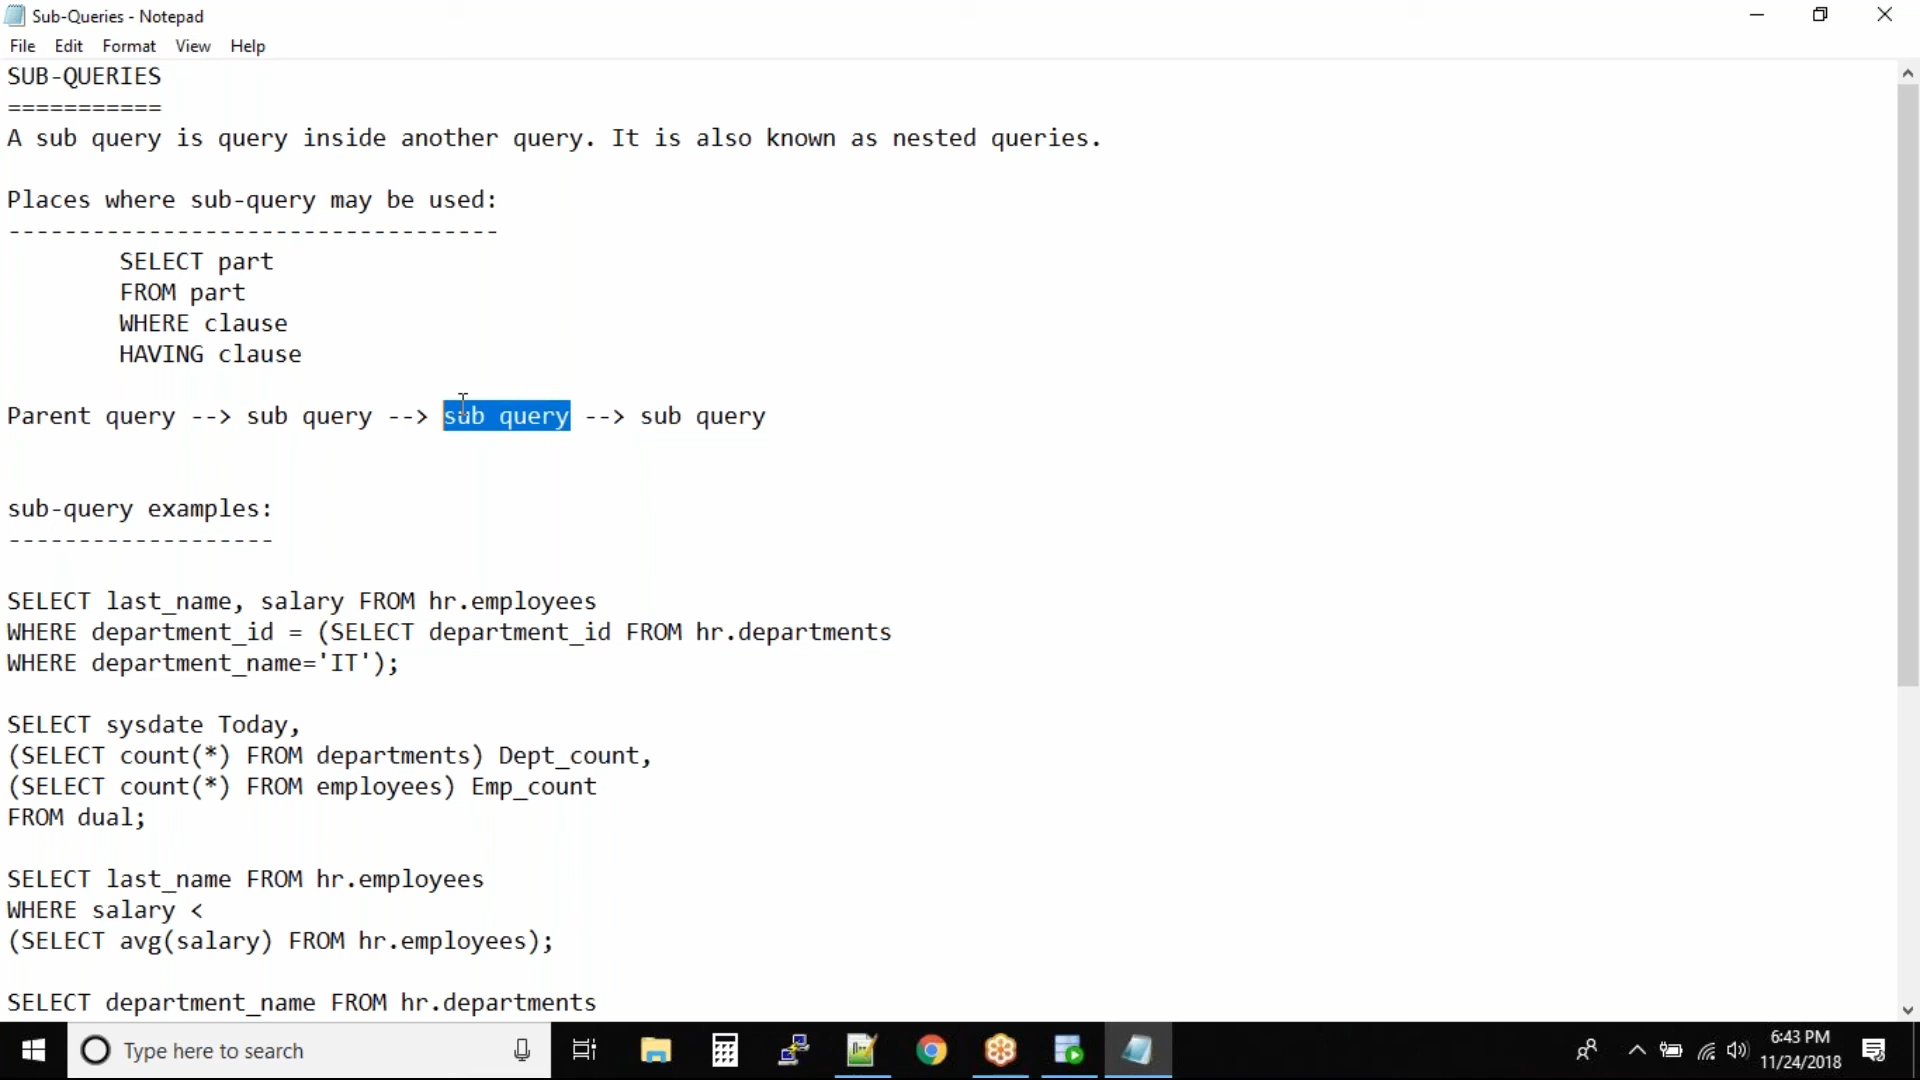 Sub-Queries - Notepad
File Edit Format View Help
SUB-QUERIES
===========
A sub query is query inside another query. It is also known as nested queries.
Places where sub-query may be used:
-----------------------------------
SELECT part
FROM part
WHERE clause
HAVING clause
Parent query --> sub query --> sub query --> sub query
sub-query examples:
-------------------
SELECT last_name, salary FROM hr.employees
WHERE department_id = (SELECT department_id FROM hr.departments
WHERE department_name='IT');
SELECT sysdate Today,
(SELECT count(*) FROM departments) Dept_count,
(SELECT count(*) FROM employees) Emp_count
FROM dual;
SELECT last_name FROM hr.employees
WHERE salary <
(SELECT avg(salary) FROM hr.employees);
SELECT department_name FROM hr.departments
Type here to search
6:43 PM
11/24/2018